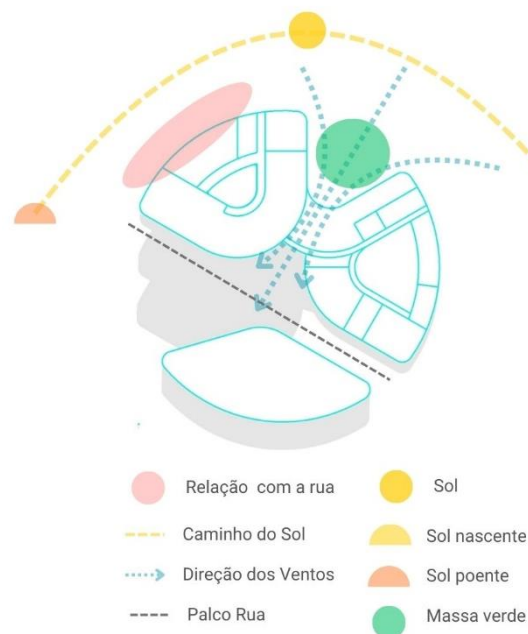 Relação com a rua
Sol
Caminho do Sol
Sol nascente
Direção dos Ventos
Sol poente
Palco Rua
Massa verde